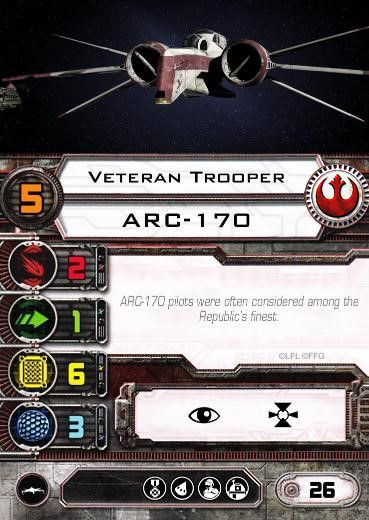 VETERAN TROOPER
5
ARC-170
2
1
6
3
ARC-170 pilots were often considered among the
Republic's finest.
©LFL ©FFG
26